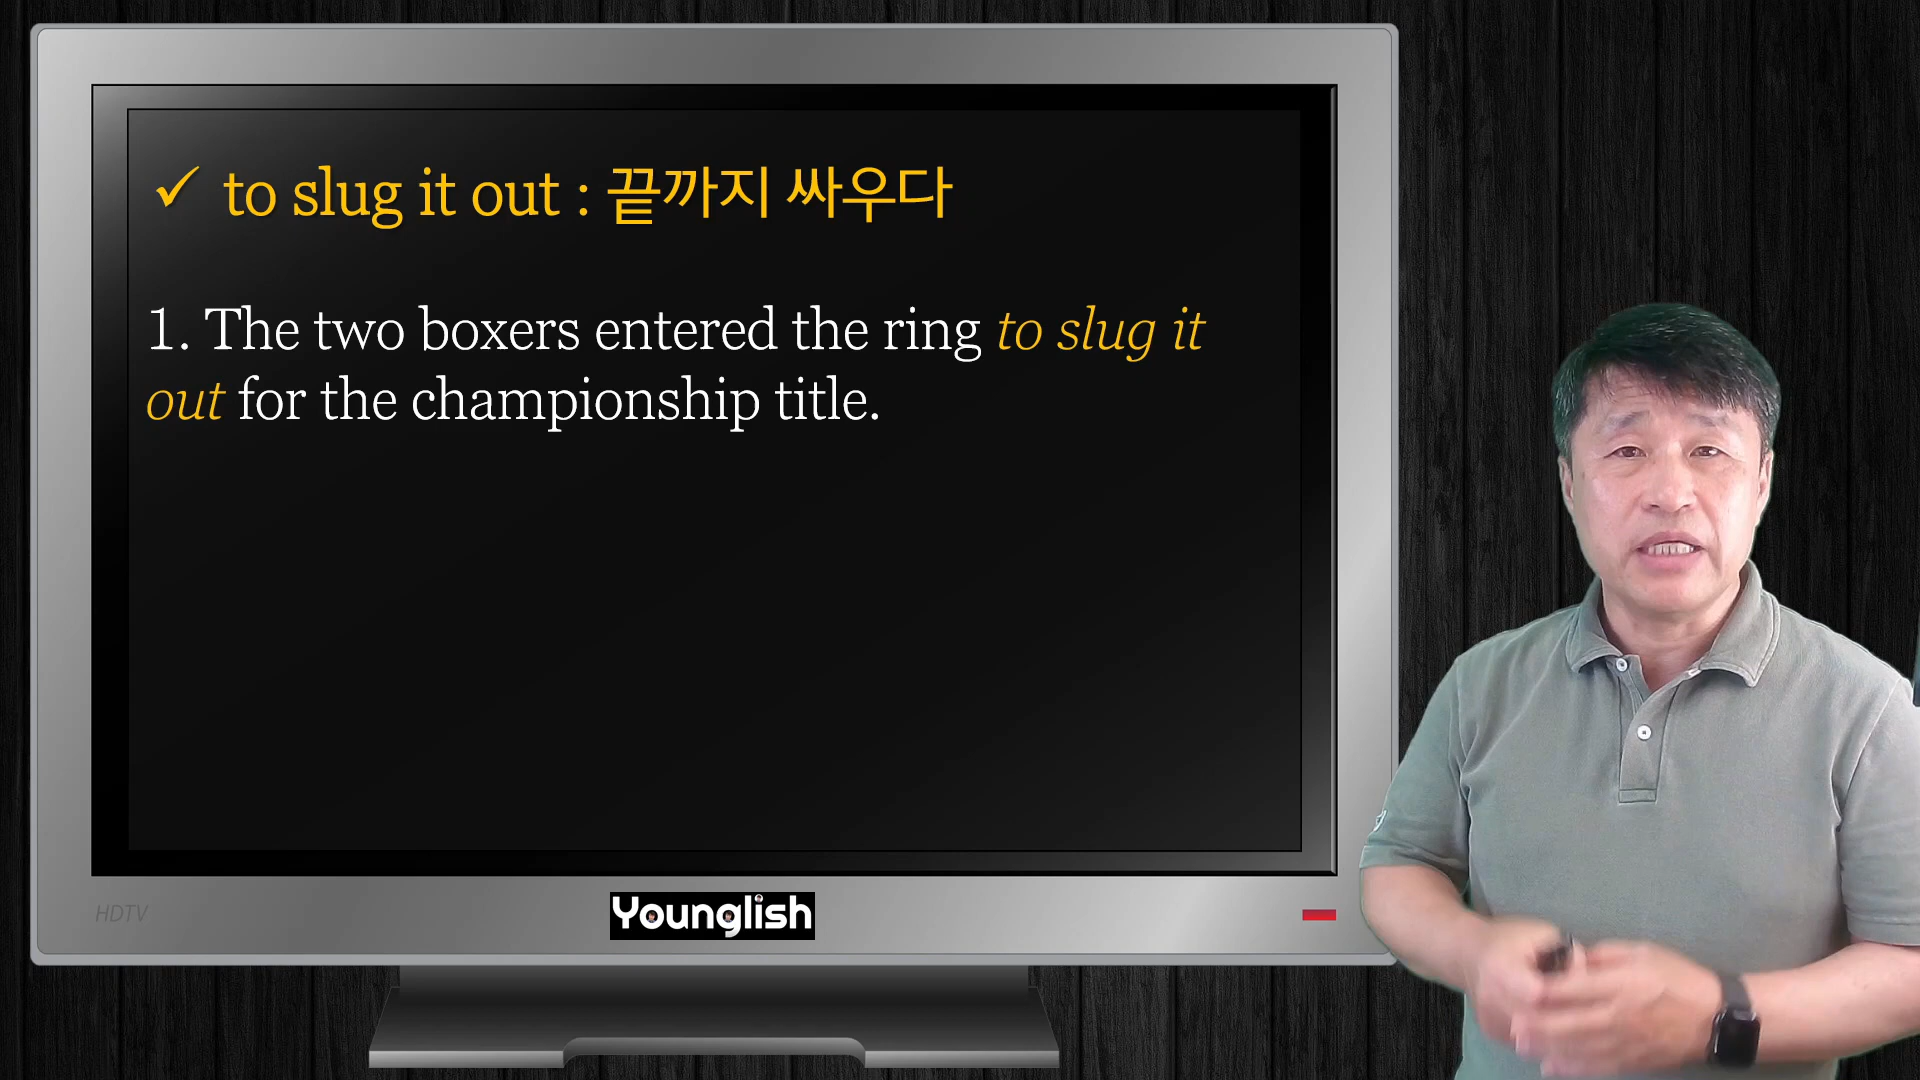 ✓ to slug it out : 끝까지 싸우다
1. The two boxers entered the ring to slug it
out for the championship title.
HDTV
Younglish